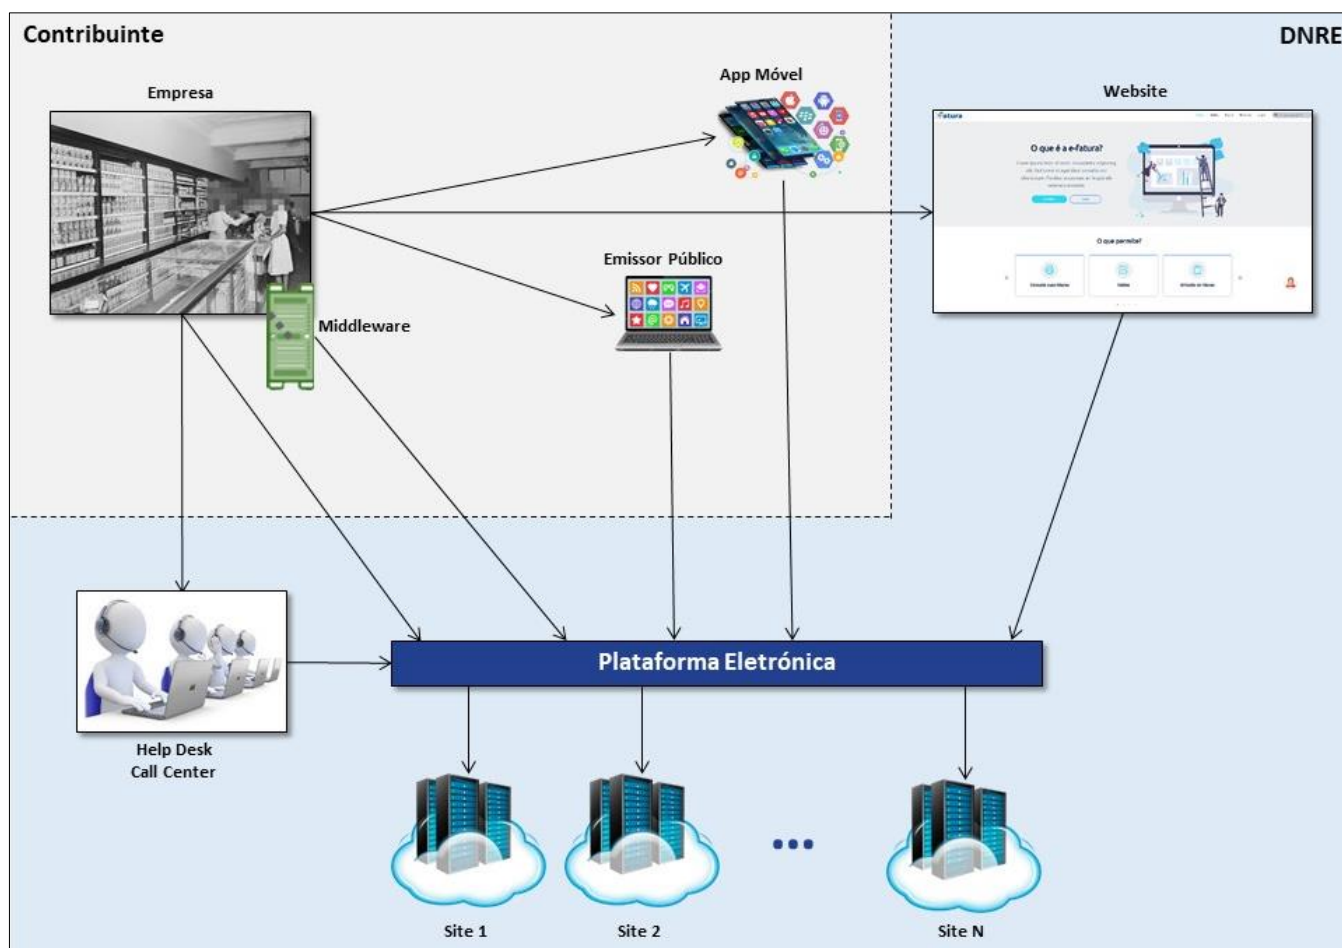 Contribuinte
DNRE
Empresa
App Móvel
Website
fatura
O que é a e-fatura?
O que permite?
Emissor Público
Middleware
Plataforma Eletrónica
Help Desk
Call Center
Site 1
Site 2
...
Site N